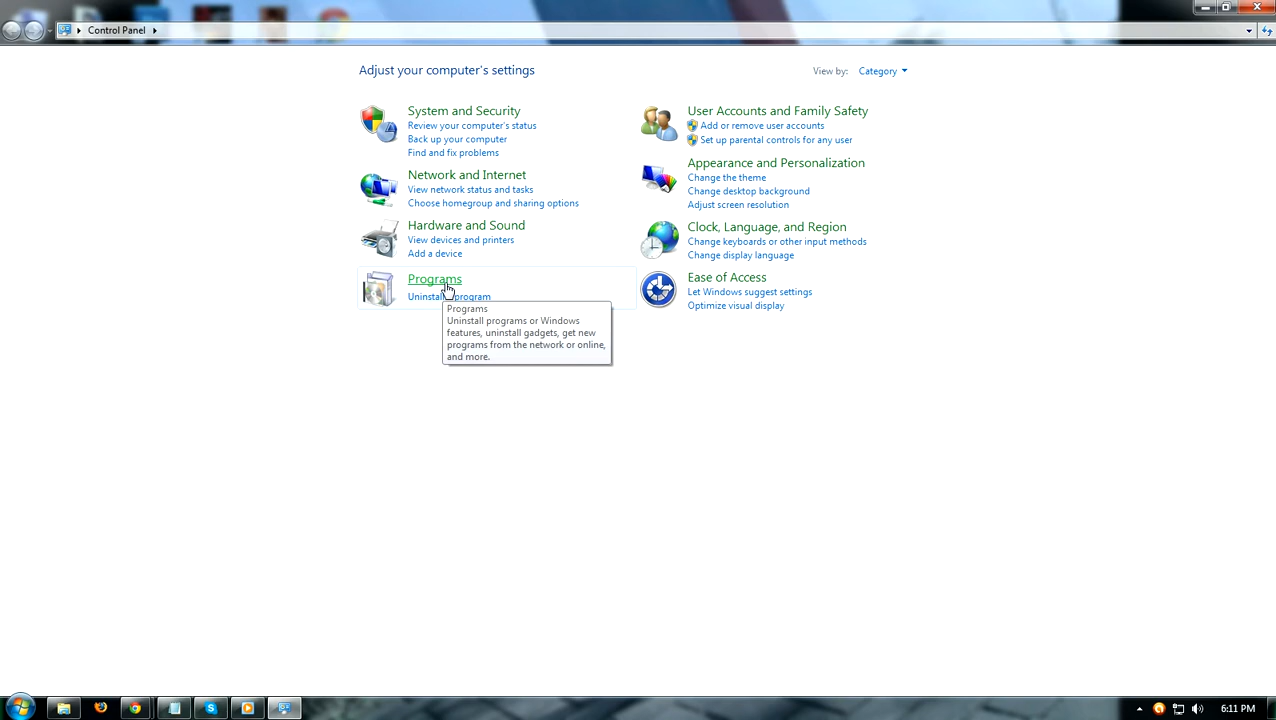 Control Panel
Adjust your computer's settings
View by: Category
System and Security
Review your computer's status
Back up your computer
Find and fix problems
Network and Internet
View network status and tasks
Choose homegroup and sharing options
Hardware and Sound
View devices and printers
Add a device
Programs
Uninstall program
Programs
Uninstall programs or Windows
features, uninstall gadgets, get new
programs from the network or online,
and more.
User Accounts and Family Safety
Add or remove user accounts
Set up parental controls for any user
Appearance and Personalization
Change the theme
Change desktop background
Adjust screen resolution
Clock, Language, and Region
Change keyboards or other input methods
Change display language
Ease of Access
Let Windows suggest settings
Optimize visual display
6:11 PM